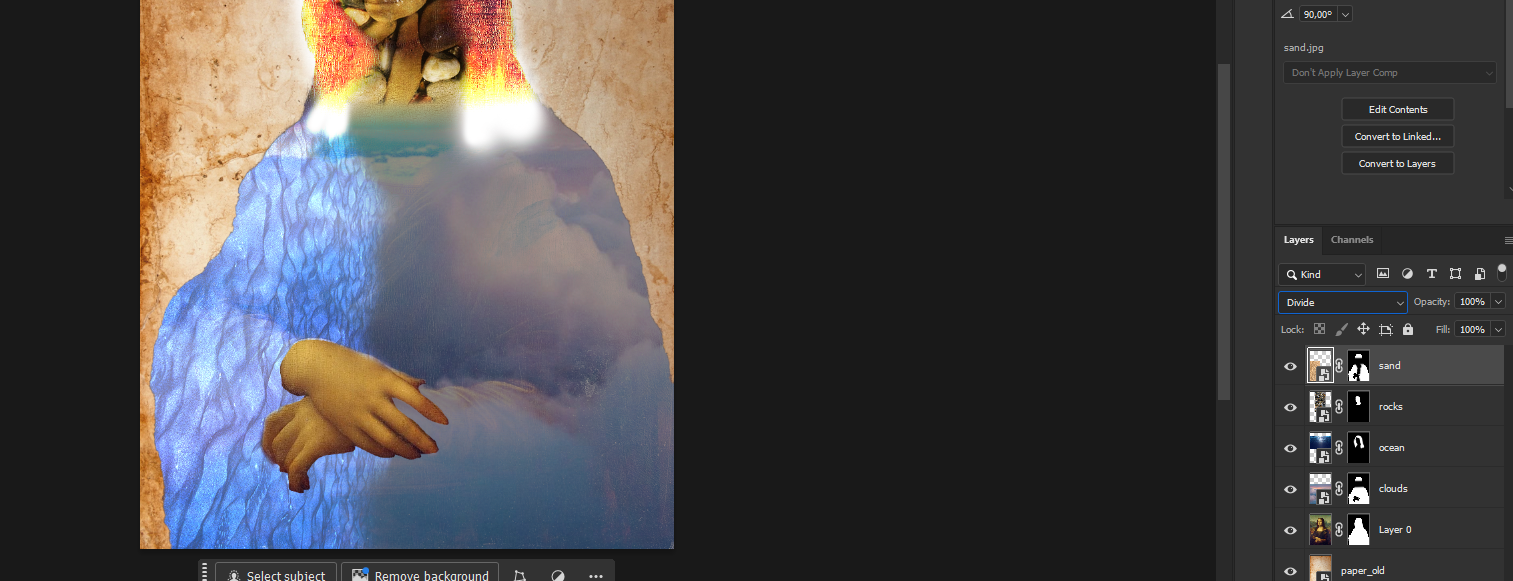 90,00°
sand.jpg
Don't Apply Layer Comp
Edit Contents
Convert to Linked...
Convert to Layers
Layers Channels
Kind
Divide Opacity: 100%
Lock: Fill: 100%
sand
rocks
ocean
clouds
Layer 0
paper_old
Select subject Remove background